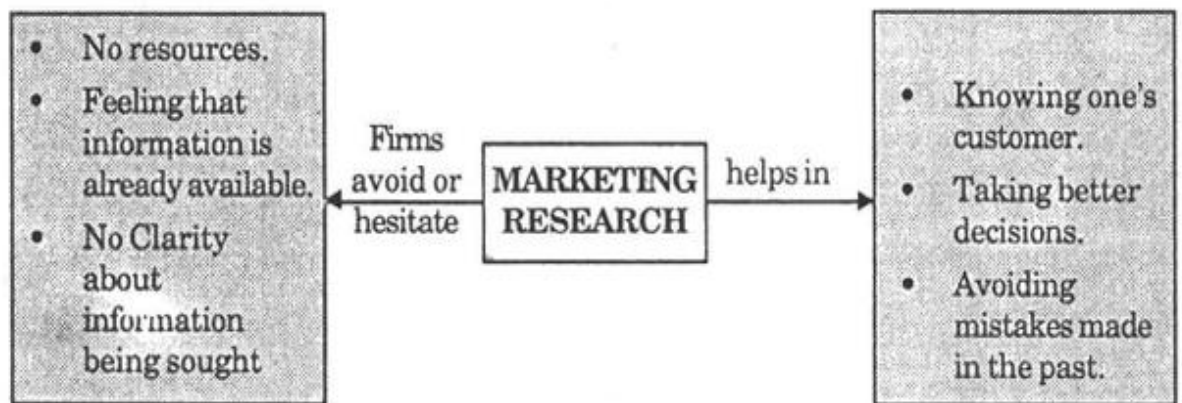 • No resources.
• Feeling that
information is
already available.
• No Clarity
about
information
being sought
Firms
avoid or
hesitate
MARKETING
RESEARCH
helps in
• Knowing one's
customer.
• Taking better
decisions.
• Avoiding
mistakes made
in the past.